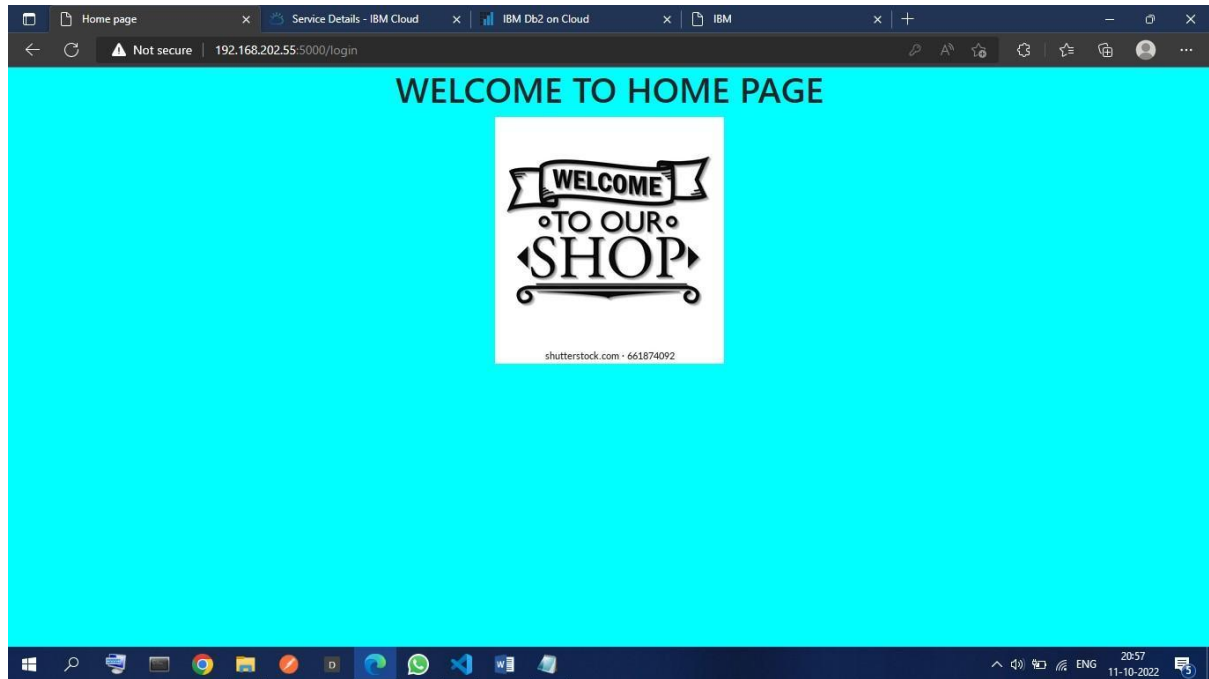 Home page
Service Details - IBM Cloud
IBM Db2 on Cloud
IBM
Not secure
192.168.202.55:5000/login
WELCOME TO HOME PAGE
WELCOME
TO OUR
SHOP
shutterstock.com · 661874092
D
W
ENG
20:57
11-10-2022
5